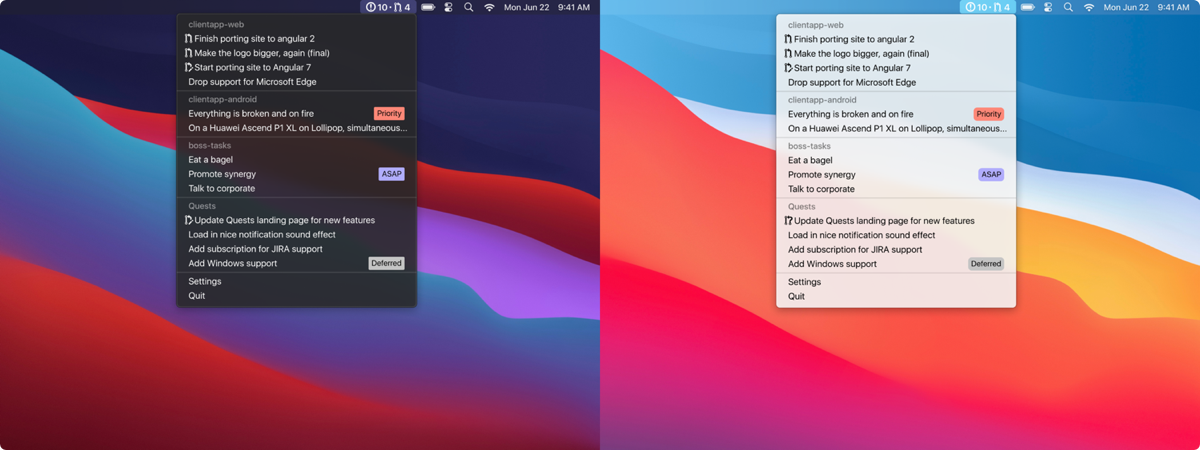 10 · 4 Mon Jun 22 9:41 AM
clientapp-web
Finish porting site to angular 2
Make the logo bigger, again (final)
Start porting site to Angular 7
Drop support for Microsoft Edge
clientapp-android
Everything is broken and on fire Priority
On a Huawei Ascend P1 XL on Lollipop, simultaneous...
boss-tasks
Eat a bagel
Promote synergy ASAP
Talk to corporate
Quests
Update Quests landing page for new features
Load in nice notification sound effect
Add subscription for JIRA support
Add Windows support Deferred
Settings
Quit
10 · 4 Mon Jun 22 9:41 AM
clientapp-web
Finish porting site to angular 2
Make the logo bigger, again (final)
Start porting site to Angular 7
Drop support for Microsoft Edge
clientapp-android
Everything is broken and on fire Priority
On a Huawei Ascend P1 XL on Lollipop, simultaneous...
boss-tasks
Eat a bagel
Promote synergy ASAP
Talk to corporate
Quests
Update Quests landing page for new features
Load in nice notification sound effect
Add subscription for JIRA support
Add Windows support Deferred
Settings
Quit